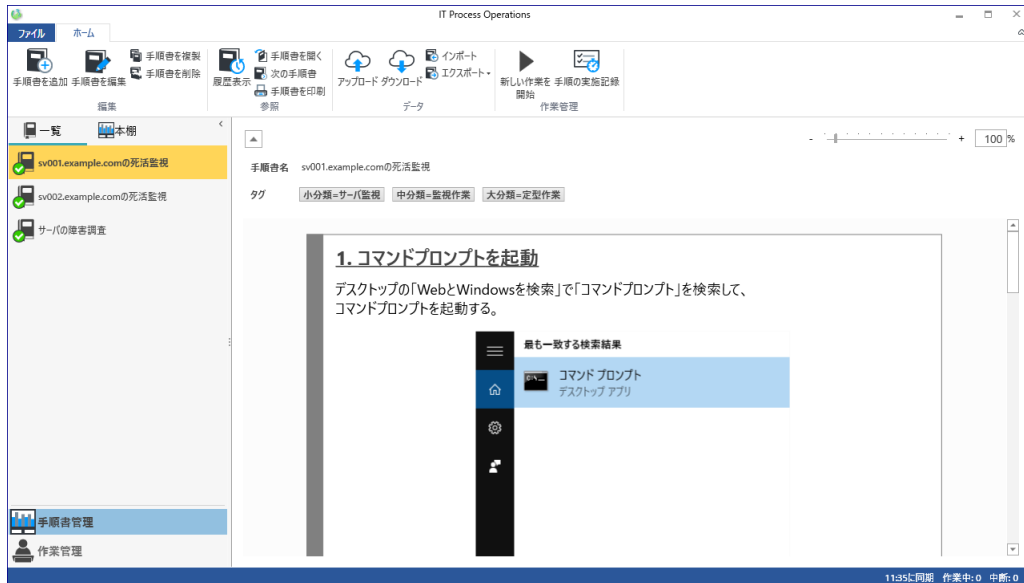 IT Process Operations
ファイル ホーム
手順書を追加 手順書を編集 手順書を複製 手順書を削除
編集
履歴表示 手順書を開く 次の手順書 手順書を印刷
参照
アップロード ダウンロード インポート エクスポート
データ
新しい作業を開始 手順の実施記録
作業管理
一覧 本棚
sv001.example.comの死活監視
sv002.example.comの死活監視
サーバの障害調査
- + 100 %
手順書名 sv001.example.comの死活監視
タグ 小分類=サーバ監視 中分類=監視作業 大分類=定型作業
1. コマンドプロンプトを起動
デスクトップの「WebとWindowsを検索」で「コマンドプロンプト」を検索して、
コマンドプロンプトを起動する。
最も一致する検索結果
C:\_
コマンド プロンプト
デスクトップ アプリ
手順書管理
作業管理
11:35に同期 作業中: 0 中断: 0